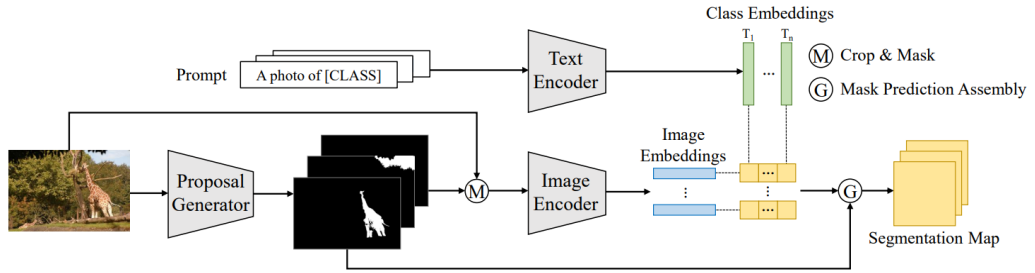 Class Embeddings
T1 Tn
...
Prompt
A photo of [CLASS]
Text
Encoder
M Crop & Mask
G Mask Prediction Assembly
Image
Embeddings
Proposal
Generator
M
Image
Encoder
...
...
G
Segmentation Map